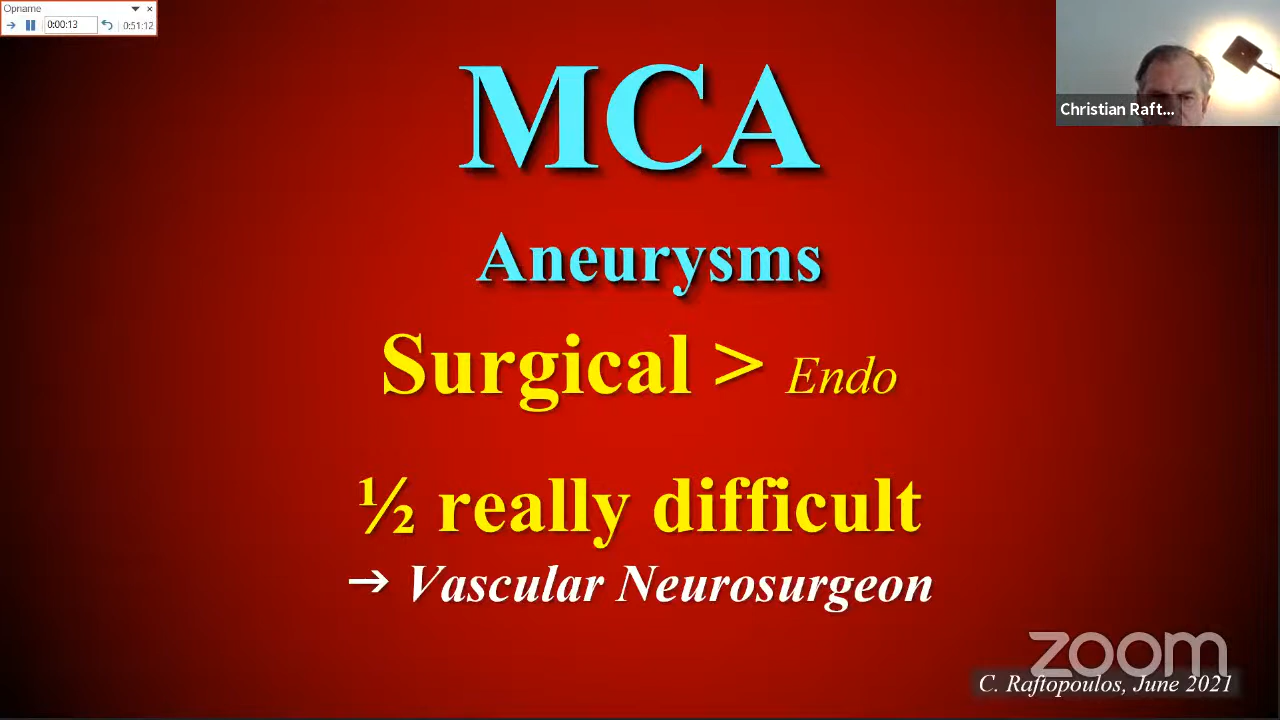 Opname
0:00:13 0:51:12
Christian Raft...
MCA
Aneurysms
Surgical > Endo
½ really difficult
➔ Vascular Neurosurgeon
zoom
C. Raftopoulos, June 2021